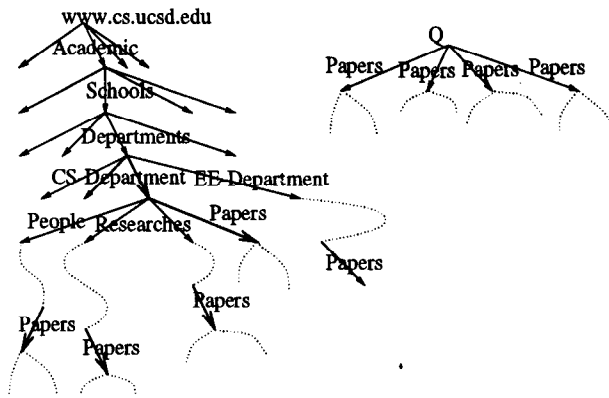 www.cs.ucsd.edu
Academic
Schools
Departments
CS-Department EE-Department
People Researches Papers
Papers
Papers
Papers
Papers
Q
Papers Papers Papers Papers